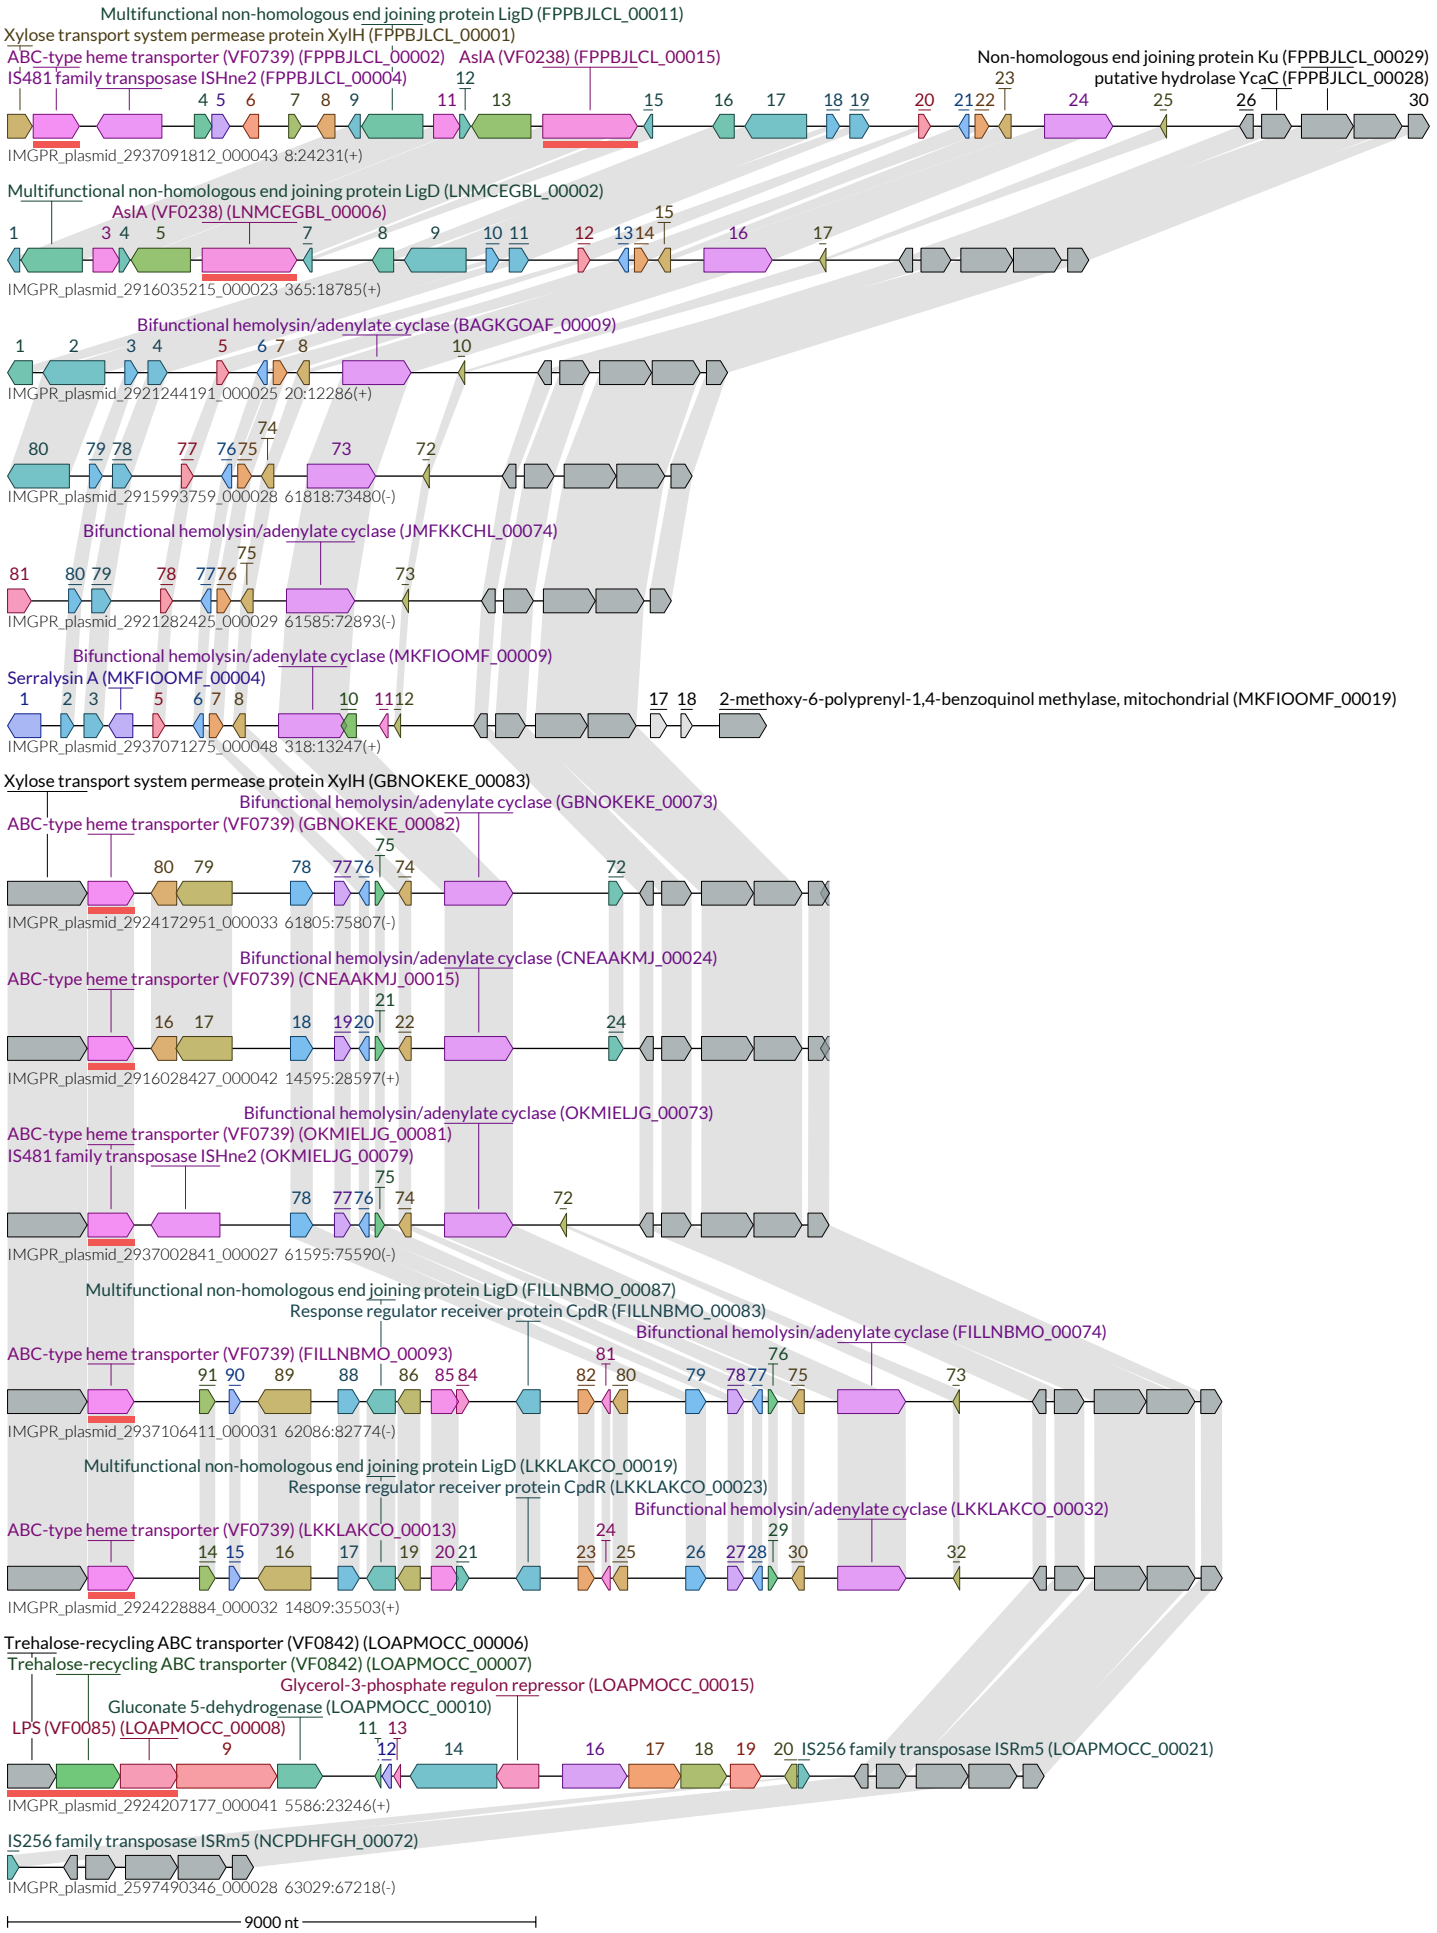 Multifunctional non-homologous end joining protein LigD (FPPBJLCL_00011)
Xylose transport system permease protein XylH (FPPBJLCL_00001)
ABC-type heme transporter (VF0739) (FPPBJLCL_00002) AslA (VF0238) (FPPBJLCL_00015) Non-homologous end joining protein Ku (FPPBJLCL_00029)
IS481 family transposase ISHne2 (FPPBJLCL_00004) 12 23 putative hydrolase YcaC (FPPBJLCL_00028)
4 5 6 7 8 9 11 13 15 16 17 18 19 20 21 22 24 25 26 30
IMGPR_plasmid_2937091812_000043 8:24231(+)
Multifunctional non-homologous end joining protein LigD (LNMCEGBL_00002)
AslA (VF0238) (LNMCEGBL_00006) 15
1 3 4 5 7 8 9 10 11 12 13 14 16 17
IMGPR_plasmid_2916035215_000023 365:18785(+)
Bifunctional hemolysin/adenylate cyclase (BAGKGOAF_00009)
1 2 3 4 5 6 7 8 10
IMGPR_plasmid_2921244191_000025 20:12286(+)
74
80 79 78 77 76 75 73 72
IMGPR_plasmid_2915993759_000028 61818:73480(-)
Bifunctional hemolysin/adenylate cyclase (JMFKKCHL_00074)
75
81 80 79 78 77 76 73
IMGPR_plasmid_2921282425_000029 61585:72893(-)
Bifunctional hemolysin/adenylate cyclase (MKFIOOMF_00009)
Serralysin A (MKFIOOMF_00004)
1 2 3 5 6 7 8 10 11 12 17 18 2-methoxy-6-polyprenyl-1,4-benzoquinol methylase, mitochondrial (MKFIOOMF_00019)
IMGPR_plasmid_2937071275_000048 318:13247(+)
Xylose transport system permease protein XylH (GBNOKEKE_00083)
Bifunctional hemolysin/adenylate cyclase (GBNOKEKE_00073)
ABC-type heme transporter (VF0739) (GBNOKEKE_00082)
75
80 79 78 77 76 74 72
IMGPR_plasmid_2924172951_000033 61805:75807(-)
Bifunctional hemolysin/adenylate cyclase (CNEAAKMJ_00024)
ABC-type heme transporter (VF0739) (CNEAAKMJ_00015)
21
16 17 18 19 20 22 24
IMGPR_plasmid_2916028427_000042 14595:28597(+)
Bifunctional hemolysin/adenylate cyclase (OKMIELJG_00073)
ABC-type heme transporter (VF0739) (OKMIELJG_00081)
IS481 family transposase ISHne2 (OKMIELJG_00079)
75
78 77 76 74 72
IMGPR_plasmid_2937002841_000027 61595:75590(-)
Multifunctional non-homologous end joining protein LigD (FILLNBMO_00087)
Response regulator receiver protein CpdR (FILLNBMO_00083)
Bifunctional hemolysin/adenylate cyclase (FILLNBMO_00074)
ABC-type heme transporter (VF0739) (FILLNBMO_00093) 81 76
91 90 89 88 86 85 84 82 80 79 78 77 75 73
IMGPR_plasmid_2937106411_000031 62086:82774(-)
Multifunctional non-homologous end joining protein LigD (LKKLAKCO_00019)
Response regulator receiver protein CpdR (LKKLAKCO_00023)
Bifunctional hemolysin/adenylate cyclase (LKKLAKCO_00032)
ABC-type heme transporter (VF0739) (LKKLAKCO_00013) 24 29
14 15 16 17 19 20 21 23 25 26 27 28 30 32
IMGPR_plasmid_2924228884_000032 14809:35503(+)
Trehalose-recycling ABC transporter (VF0842) (LOAPMOCC_00006)
Trehalose-recycling ABC transporter (VF0842) (LOAPMOCC_00007)
Glycerol-3-phosphate regulon repressor (LOAPMOCC_00015)
Gluconate 5-dehydrogenase (LOAPMOCC_00010)
LPS (VF0085) (LOAPMOCC_00008) 11 13
9 12 14 16 17 18 19 20 IS256 family transposase ISRm5 (LOAPMOCC_00021)
IMGPR_plasmid_2924207177_000041 5586:23246(+)
IS256 family transposase ISRm5 (NCPDHFGH_00072)
IMGPR_plasmid_2597490346_000028 63029:67218(-)
9000 nt